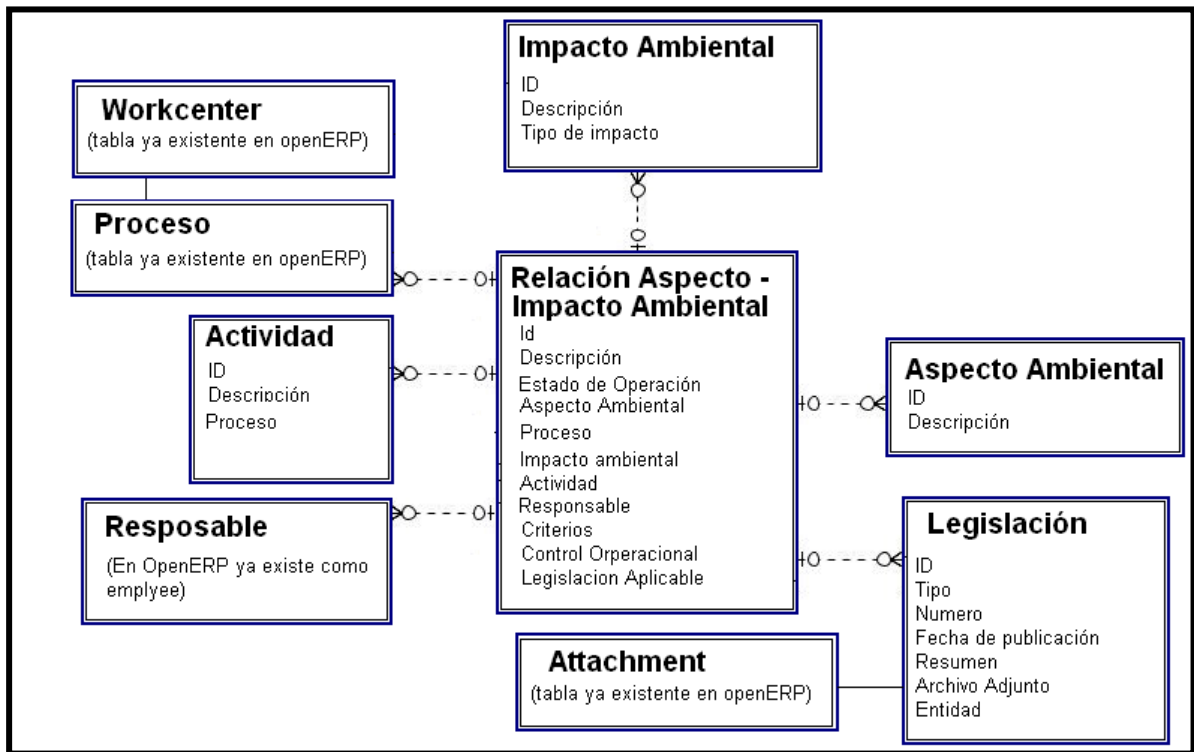 Impacto Ambiental
ID
Descripción
Tipo de impacto
Workcenter
(tabla ya existente en openERP)
Proceso
(tabla ya existente en openERP)
Relación Aspecto -
Impacto Ambiental
Id
Descripción
Estado de Operación
Aspecto Ambiental
Proceso
Impacto ambiental
Actividad
Responsable
Criterios
Control Orperacional
Legislacion Aplicable
Actividad
ID
Descripción
Proceso
Aspecto Ambiental
ID
Descripción
Resposable
(En OpenERP ya existe como
emplyee)
Legislación
ID
Tipo
Numero
Fecha de publicación
Resumen
Archivo Adjunto
Entidad
Attachment
(tabla ya existente en openERP)